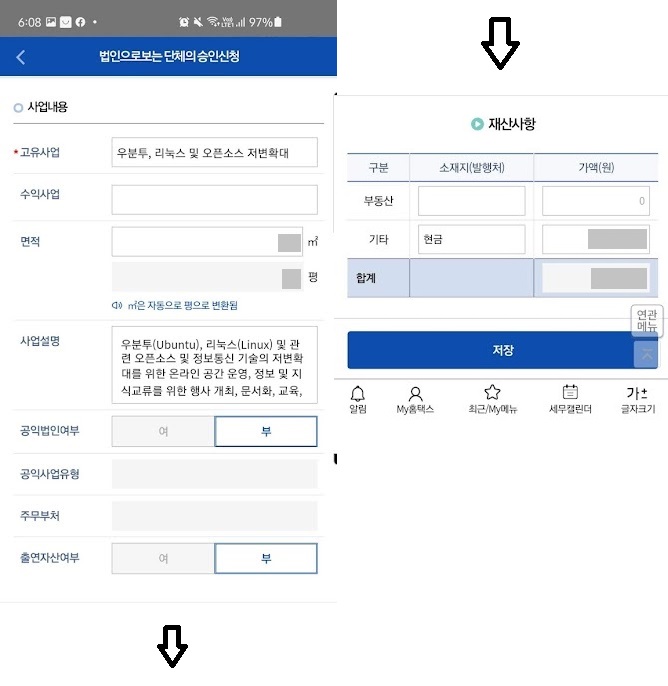 6:08
97%
법인으로보는 단체의 승인신청
사업내용
*고유사업
우분투, 리눅스 및 오픈소스 저변확대
수익사업
면적
㎡
평
㎡은 자동으로 평으로 변환됨
사업설명
우분투(Ubuntu), 리눅스(Linux) 및 관
련 오픈소스 및 정보통신 기술의 저변확
대를 위한 온라인 공간 운영, 정보 및 지
식교류를 위한 행사 개최, 문서화, 교육,
공익법인여부
여 부
공익사업유형
주무부처
출연자산여부
여 부
재산사항
구분 소재지(발행처) 가액(원)
부동산 0
기타 현금
합계
연관
메뉴
저장
알림 My홈택스 최근/My메뉴 세무캘린더 가± 글자크기